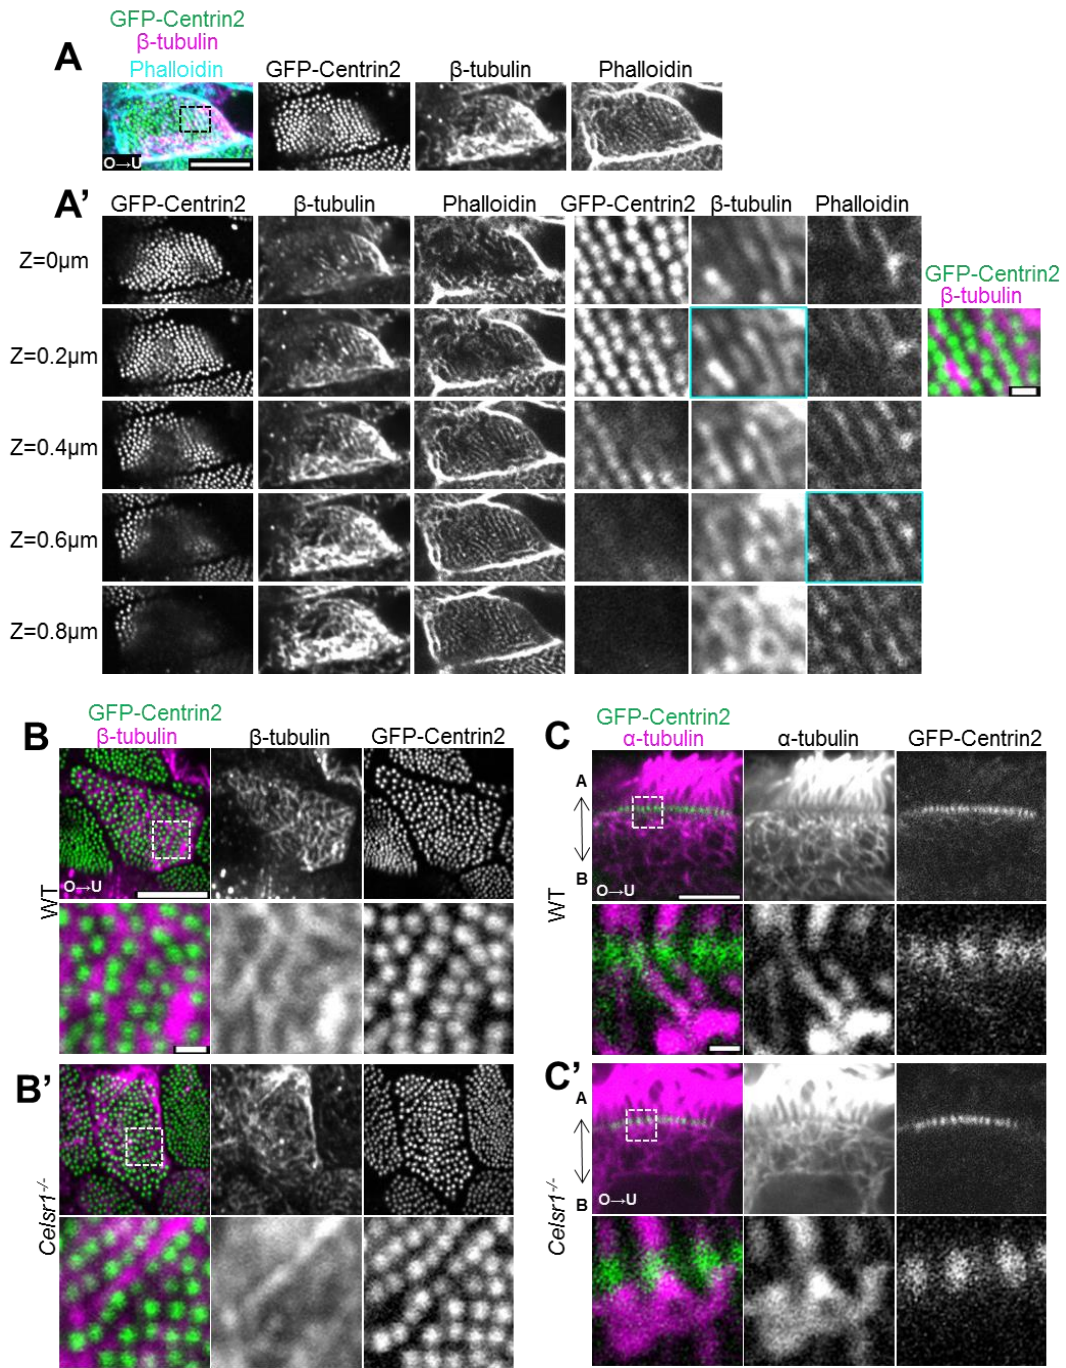 GFP-Centrin2
β-tubulin
Phalloidin
A
GFP-Centrin2
β-tubulin
Phalloidin
O→U
A'
GFP-Centrin2
β-tubulin
Phalloidin
GFP-Centrin2
β-tubulin
Phalloidin
Z=0μm
GFP-Centrin2
β-tubulin
Z=0.2μm
Z=0.4μm
Z=0.6μm
Z=0.8μm
B
GFP-Centrin2
β-tubulin
β-tubulin
GFP-Centrin2
O→U
WT
B'
Celsr1-/-
C
GFP-Centrin2
α-tubulin
α-tubulin
GFP-Centrin2
A
B
O→U
WT
C'
A
B
O→U
Celsr1-/-